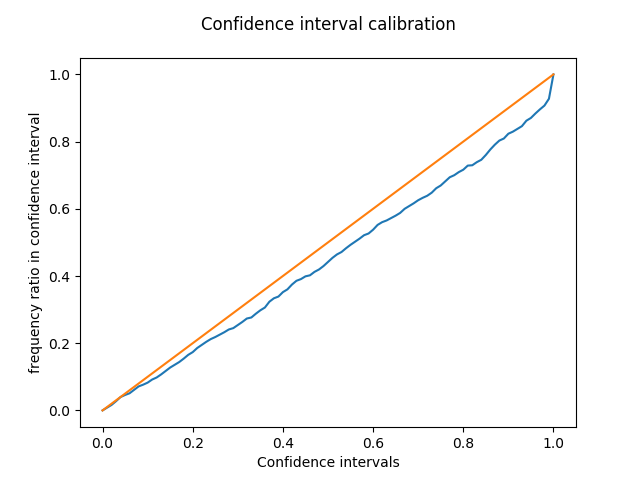 Confidence interval calibration
1.0
0.8
0.6
0.4
0.2
0.0
frequency ratio in confidence interval
0.0 0.2 0.4 0.6 0.8 1.0
Confidence intervals